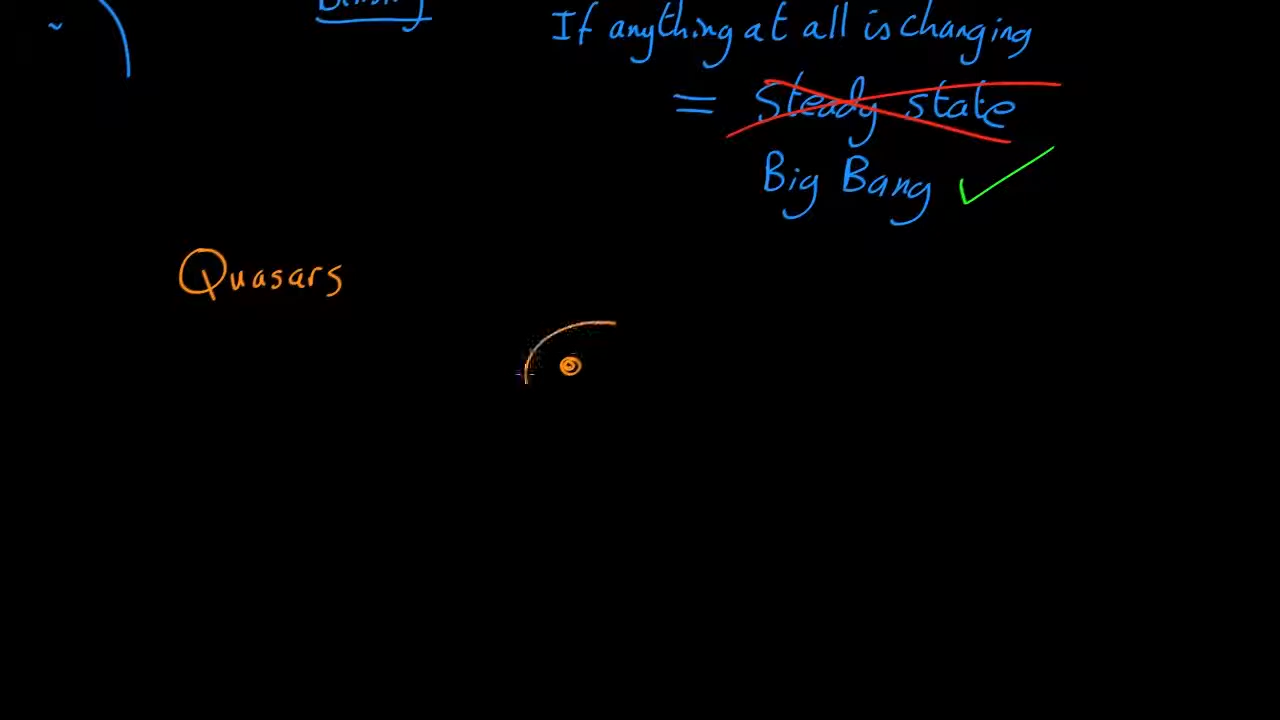 If anything at all is changing
= Steady state
Big Bang
Quasars